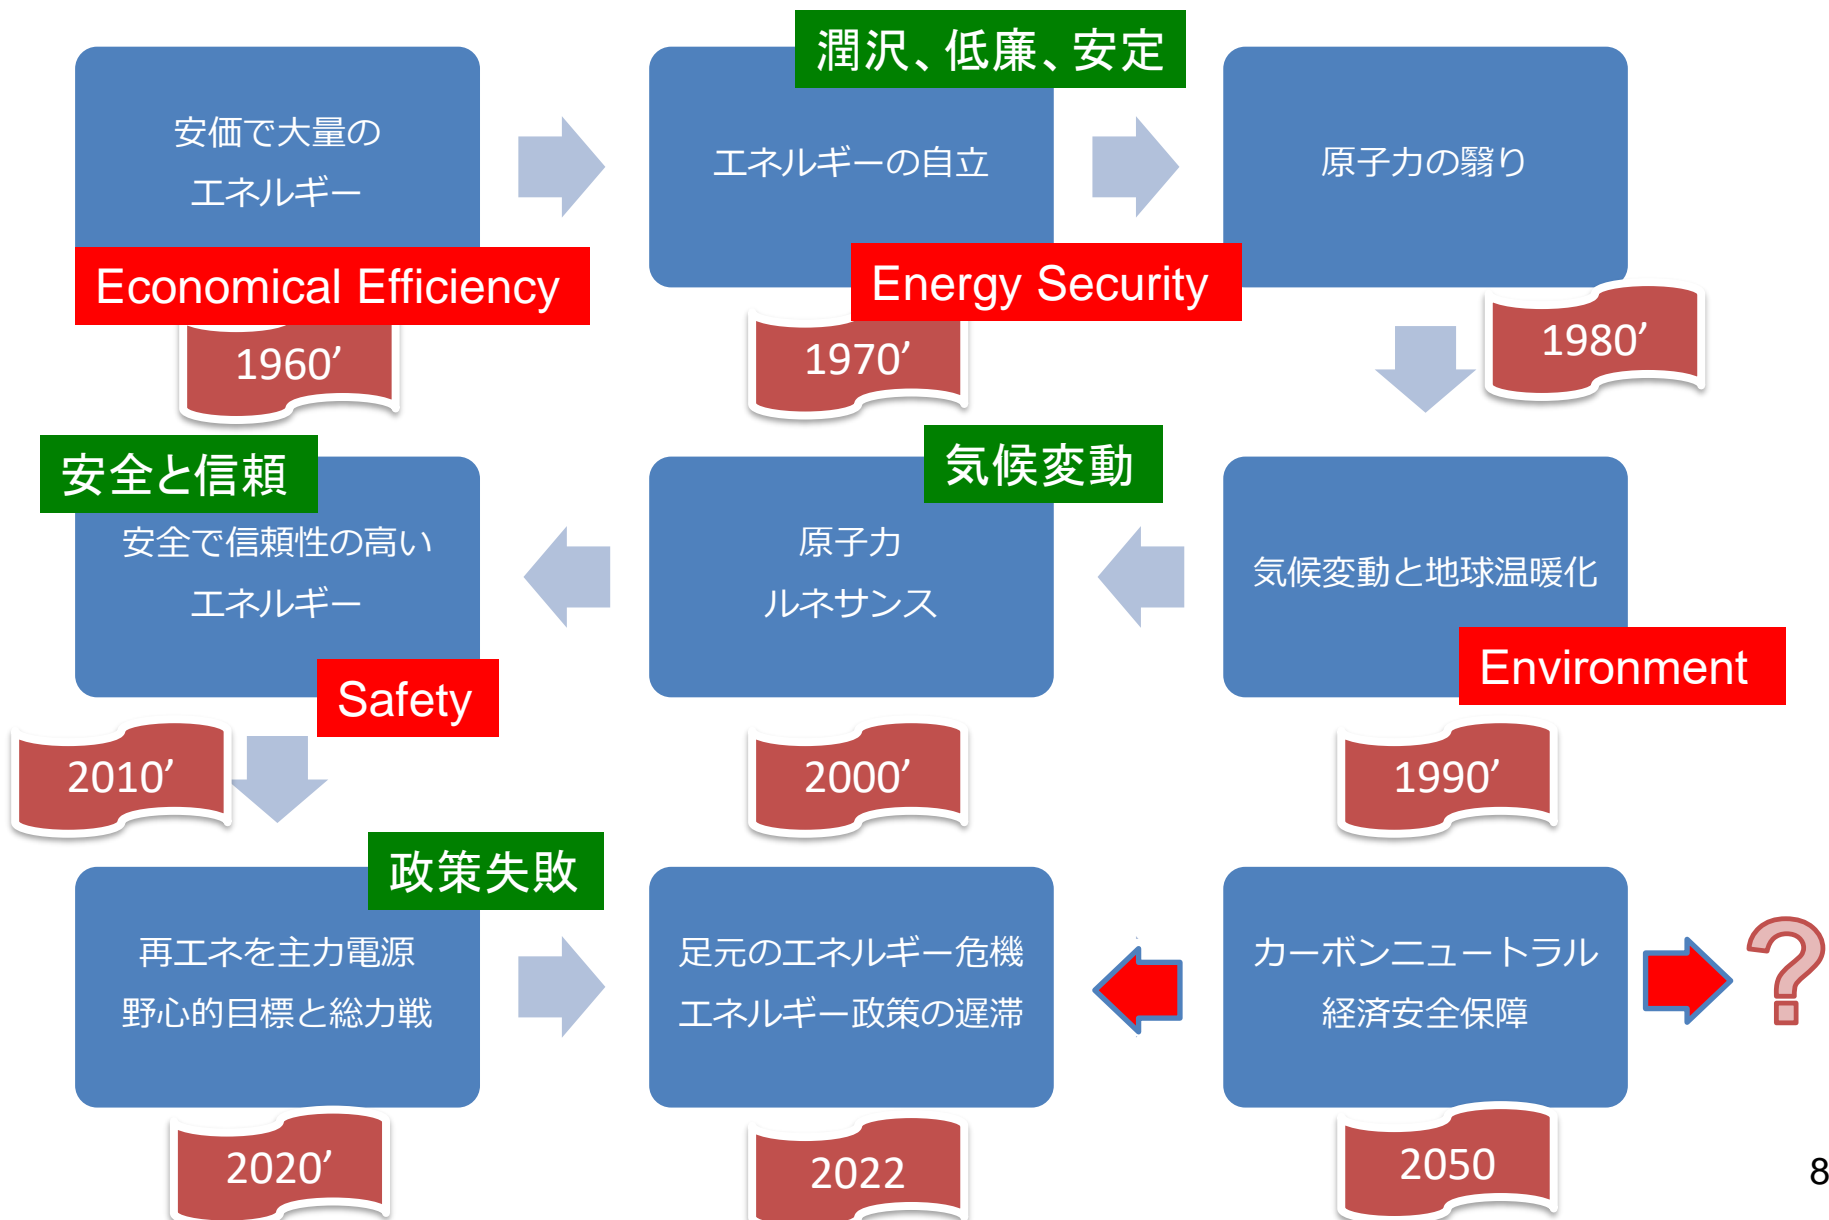 潤沢、低廉、安定
安価で大量の
エネルギー
エネルギーの自立
原子力の翳り
Economical Efficiency
Energy Security
1960’
1970’
1980’
安全と信頼
気候変動
安全で信頼性の高い
エネルギー
原子力
ルネサンス
気候変動と地球温暖化
Safety
Environment
2010’
2000’
1990’
政策失敗
再エネを主力電源
野心的目標と総力戦
足元のエネルギー危機
エネルギー政策の遅滞
カーボンニュートラル
経済安全保障
?
2020’
2022
2050
8